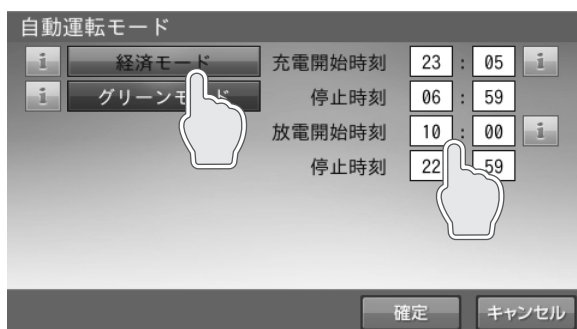 自動運転モード
i 経済モード 充電開始時刻 23 : 05 i
i グリーンモード 停止時刻 06 : 59
放電開始時刻 10 : 00 i
停止時刻 22 : 59
確定 キャンセル